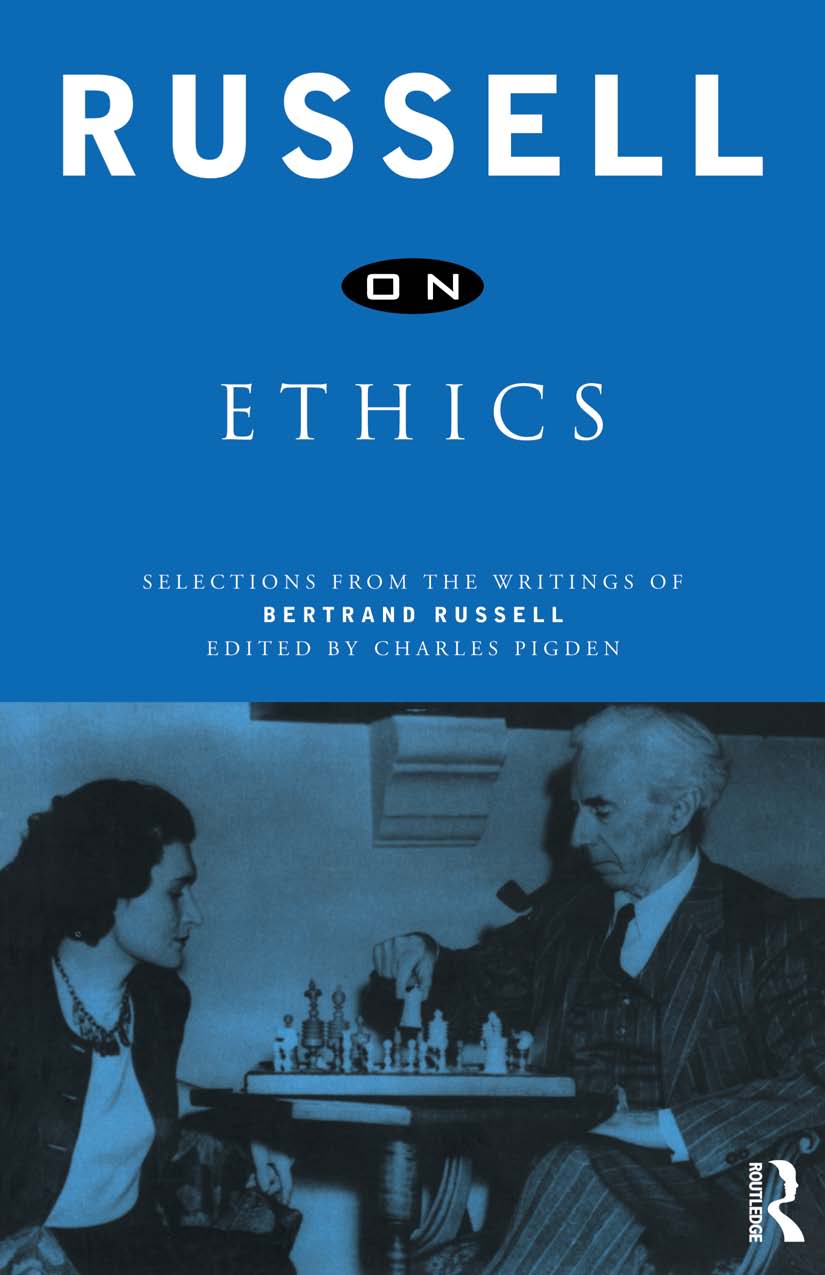 RUSSELL
ON
ETHICS
SELECTIONS FROM THE WRITINGS OF
BERTRAND RUSSELL
EDITED BY CHARLES PIGDEN
ROUTLEDGE